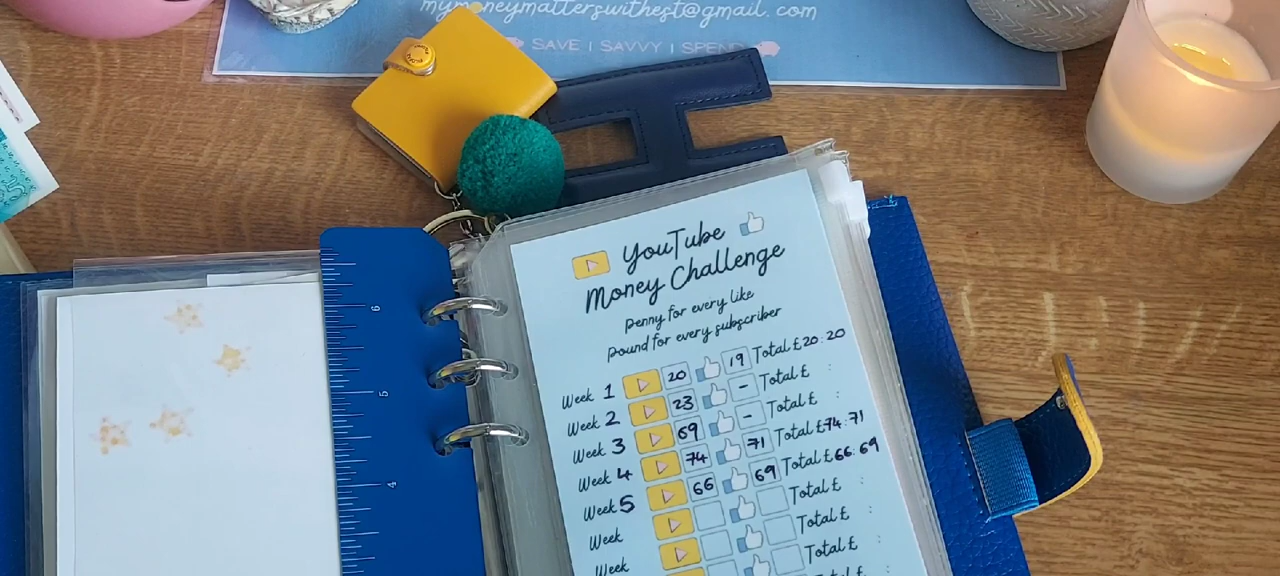 mymoneymatterswithest@gmail.com
SAVE | SAVVY | SPEND
YouTube
Money Challenge
penny for every like
pound for every subscriber
Week 1 20 19 Total £20:20
Week 2 23 - Total £ :
Week 3 69 - Total £ :
Week 4 74 71 Total £74:71
Week 5 66 69 Total £66:69
Week Total £ :
Week Total £ :
Total £ :
6
5
4